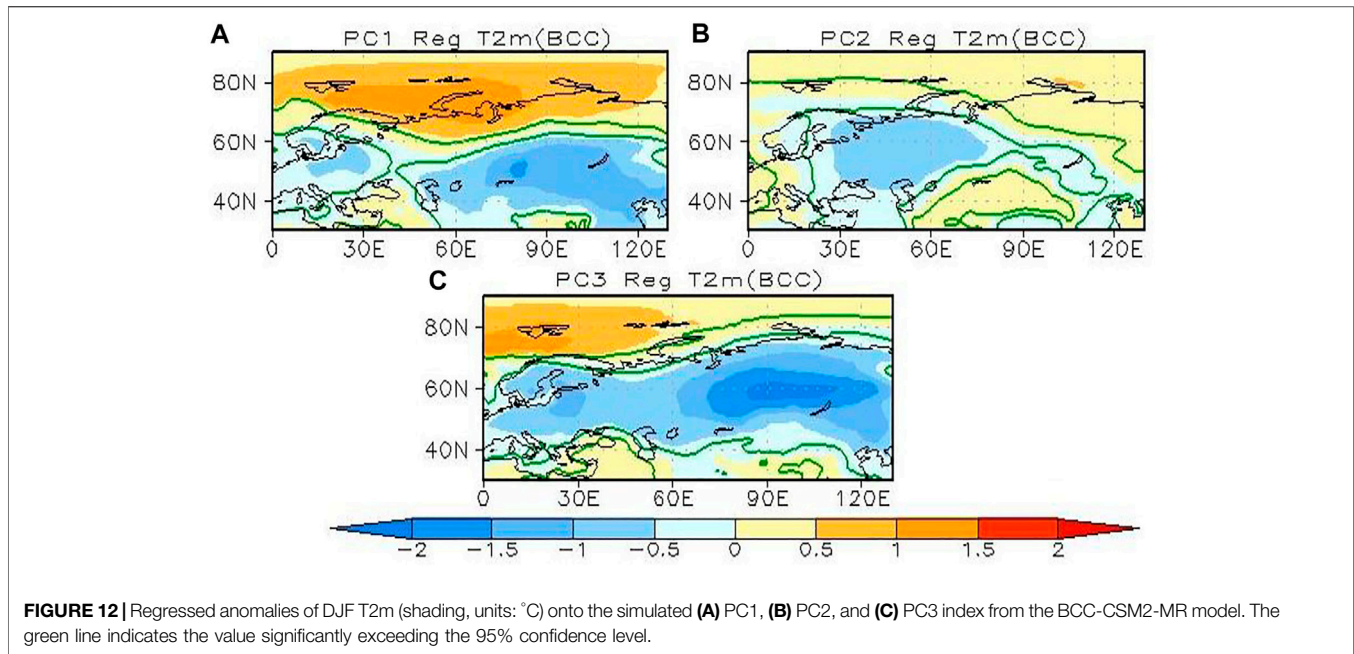 A
PC1 Reg T2m(BCC)
80N
60N
40N
0 30E 60E 90E 120E
B
PC2 Reg T2m(BCC)
80N
60N
40N
0 30E 60E 90E 120E
C
PC3 Reg T2m(BCC)
80N
60N
40N
0 30E 60E 90E 120E
-2 -1.5 -1 -0.5 0 0.5 1 1.5 2
FIGURE 12 | Regressed anomalies of DJF T2m (shading, units: °C) onto the simulated (A) PC1, (B) PC2, and (C) PC3 index from the BCC-CSM2-MR model. The
green line indicates the value significantly exceeding the 95% confidence level.